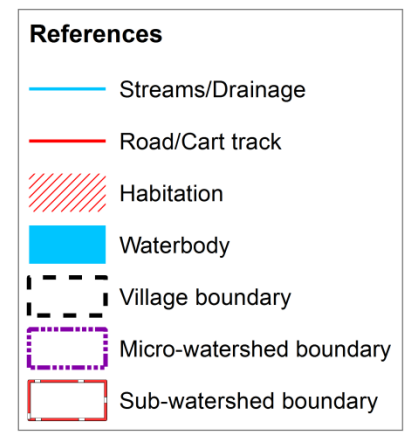 References
Streams/Drainage
Road/Cart track
Habitation
Waterbody
Village boundary
Micro-watershed boundary
Sub-watershed boundary